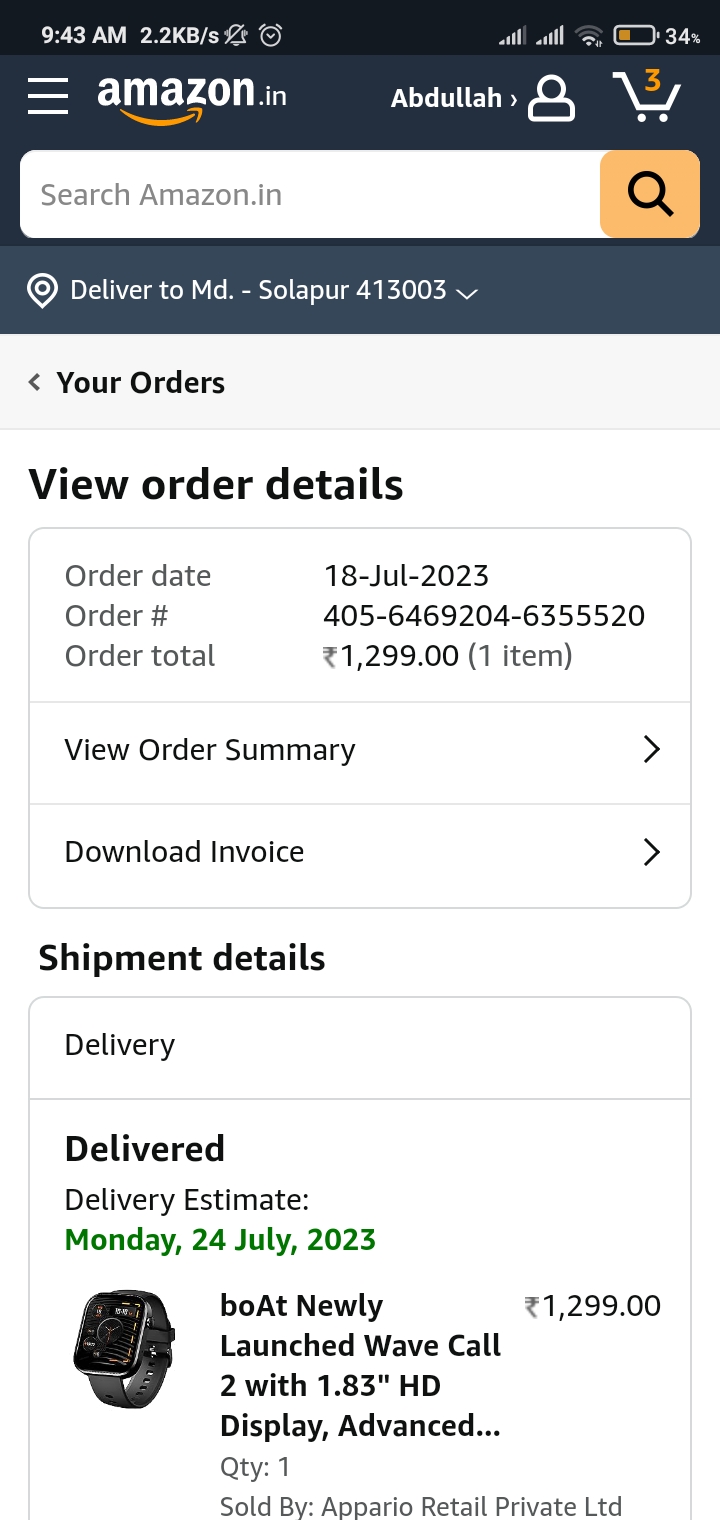 9:43 AM 2.2KB/s 34%
amazon.in Abdullah › 3
Search Amazon.in
Deliver to Md. - Solapur 413003
Your Orders
View order details
Order date 18-Jul-2023
Order # 405-6469204-6355520
Order total ₹1,299.00 (1 item)
View Order Summary
Download Invoice
Shipment details
Delivery
Delivered
Delivery Estimate:
Monday, 24 July, 2023
boAt Newly ₹1,299.00
Launched Wave Call
2 with 1.83" HD
Display, Advanced...
Qty: 1
Sold By: Appario Retail Private Ltd